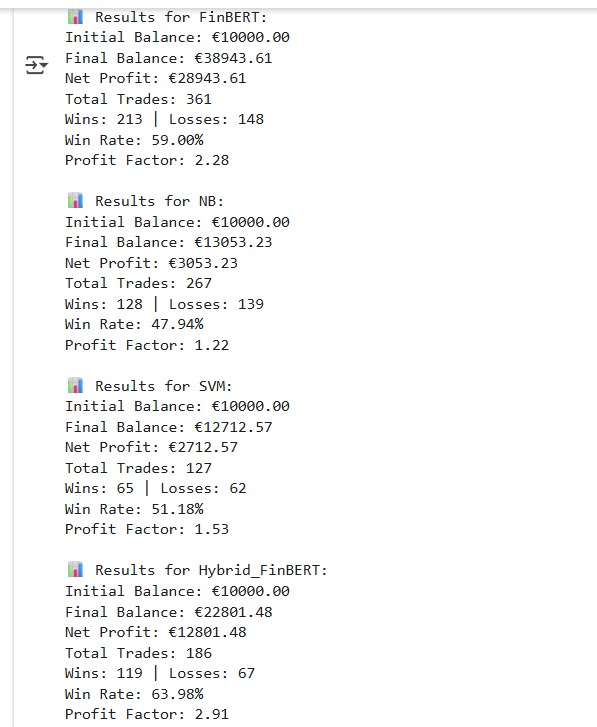 📊 Results for FinBERT:
Initial Balance: €10000.00
Final Balance: €38943.61
Net Profit: €28943.61
Total Trades: 361
Wins: 213 | Losses: 148
Win Rate: 59.00%
Profit Factor: 2.28

📊 Results for NB:
Initial Balance: €10000.00
Final Balance: €13053.23
Net Profit: €3053.23
Total Trades: 267
Wins: 128 | Losses: 139
Win Rate: 47.94%
Profit Factor: 1.22

📊 Results for SVM:
Initial Balance: €10000.00
Final Balance: €12712.57
Net Profit: €2712.57
Total Trades: 127
Wins: 65 | Losses: 62
Win Rate: 51.18%
Profit Factor: 1.53

📊 Results for Hybrid_FinBERT:
Initial Balance: €10000.00
Final Balance: €22801.48
Net Profit: €12801.48
Total Trades: 186
Wins: 119 | Losses: 67
Win Rate: 63.98%
Profit Factor: 2.91